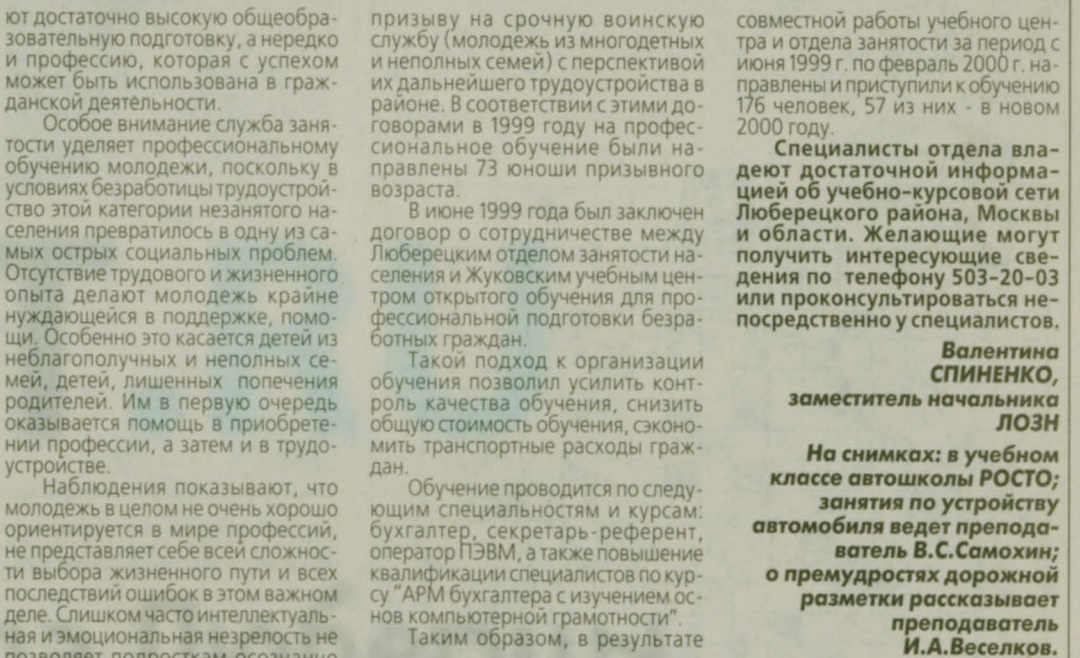 ют достаточно высокую общеобра-
зовательную подготовку, а нередко
и профессию, которая с успехом
может быть использована в граж-
данской деятельности.
Особое внимание служба заня-
тости уделяет профессиональному
обучению молодежи, поскольку в
условиях безработицы трудоустрой-
ство этой категории незанятого на-
селения превратилось в одну из са-
мых острых социальных проблем.
Отсутствие трудового и жизненного
опыта делают молодежь крайне
нуждающейся в поддержке, помо-
щи. Особенно это касается детей из
неблагополучных и неполных се-
мей, детей, лишенных попечения
родителей. Им в первую очередь
оказывается помощь в приобрете-
нии профессии, а затем и в трудо-
устройстве.
Наблюдения показывают, что
молодежь в целом не очень хорошо
ориентируется в мире профессий,
не представляет себе всей сложнос-
ти выбора жизненного пути и всех
последствий ошибок в этом важном
деле. Слишком часто интеллектуаль-
ная и эмоциональная незрелость не
позволяет подросткам осознанно
призыву на срочную воинскую
службу (молодежь из многодетных
и неполных семей) с перспективой
их дальнейшего трудоустройства в
районе. В соответствии с этими до-
говорами в 1999 году на профес-
сиональное обучение были на-
правлены 73 юноши призывного
возраста.
В июне 1999 года был заключен
договор о сотрудничестве между
Люберецким отделом занятости на-
селения и Жуковским учебным цен-
тром открытого обучения для про-
фессиональной подготовки безра-
ботных граждан.
Такой подход к организации
обучения позволил усилить конт-
роль качества обучения, снизить
общую стоимость обучения, сэконо-
мить транспортные расходы граж-
дан.
Обучение проводится по следу-
ющим специальностям и курсам:
бухгалтер, секретарь-референт,
оператор ПЭВМ, а также повышение
квалификации специалистов по кур-
су "АРМ бухгалтера с изучением ос-
нов компьютерной грамотности".
Таким образом, в результате
совместной работы учебного цен-
тра и отдела занятости за период с
июня 1999 г. по февраль 2000 г. на-
правлены и приступили к обучению
176 человек, 57 из них - в новом
2000 году.
Специалисты отдела вла-
деют достаточной информа-
цией об учебно-курсовой сети
Люберецкого района, Москвы
и области. Желающие могут
получить интересующие све-
дения по телефону 503-20-03
или проконсультироваться не-
посредственно у специалистов.
Валентина
СПИНЕНКО,
заместитель начальника
ЛОЗН
На снимках: в учебном
классе автошколы РОСТО;
занятия по устройству
автомобиля ведет препода-
ватель В.С.Самохин;
о премудростях дорожной
разметки рассказывает
преподаватель
И.А.Веселков.